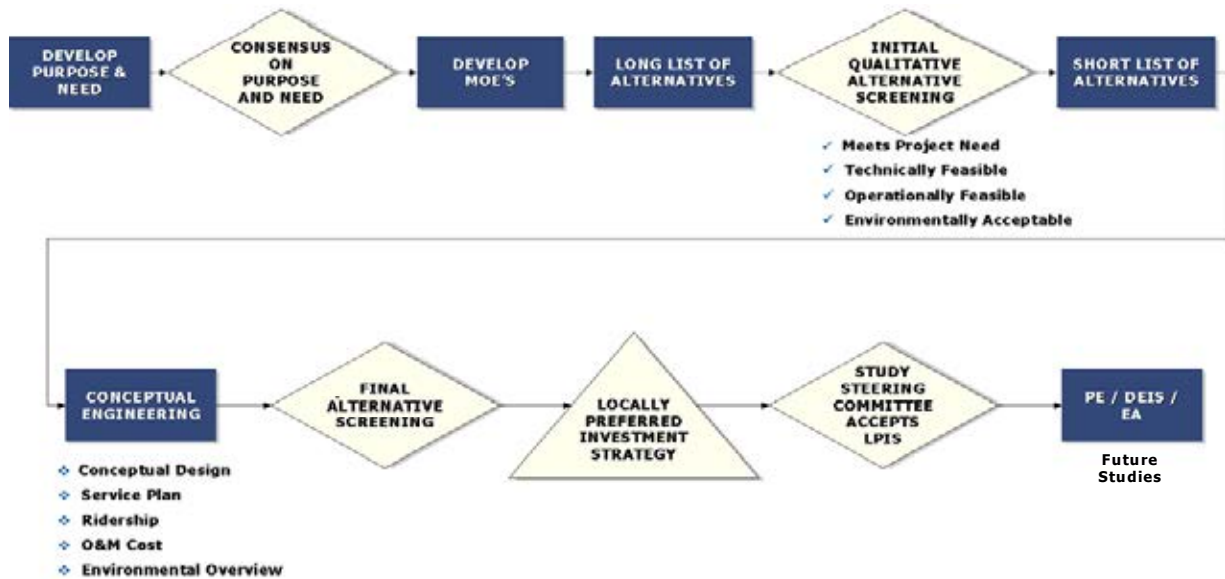 DEVELOP
PURPOSE &
NEED
CONSENSUS
ON
PURPOSE
AND NEED
DEVELOP
MOE'S
LONG LIST OF
ALTERNATIVES
INITIAL
QUALITATIVE
ALTERNATIVE
SCREENING
SHORT LIST OF
ALTERNATIVES
Meets Project Need
Technically Feasible
Operationally Feasible
Environmentally Acceptable
CONCEPTUAL
ENGINEERING
FINAL
ALTERNATIVE
SCREENING
LOCALLY
PREFERRED
INVESTMENT
STRATEGY
STUDY
STEERING
COMMITTEE
ACCEPTS
LPIS
PE / DEIS /
EA
Future
Studies
Conceptual Design
Service Plan
Ridership
O&M Cost
Environmental Overview